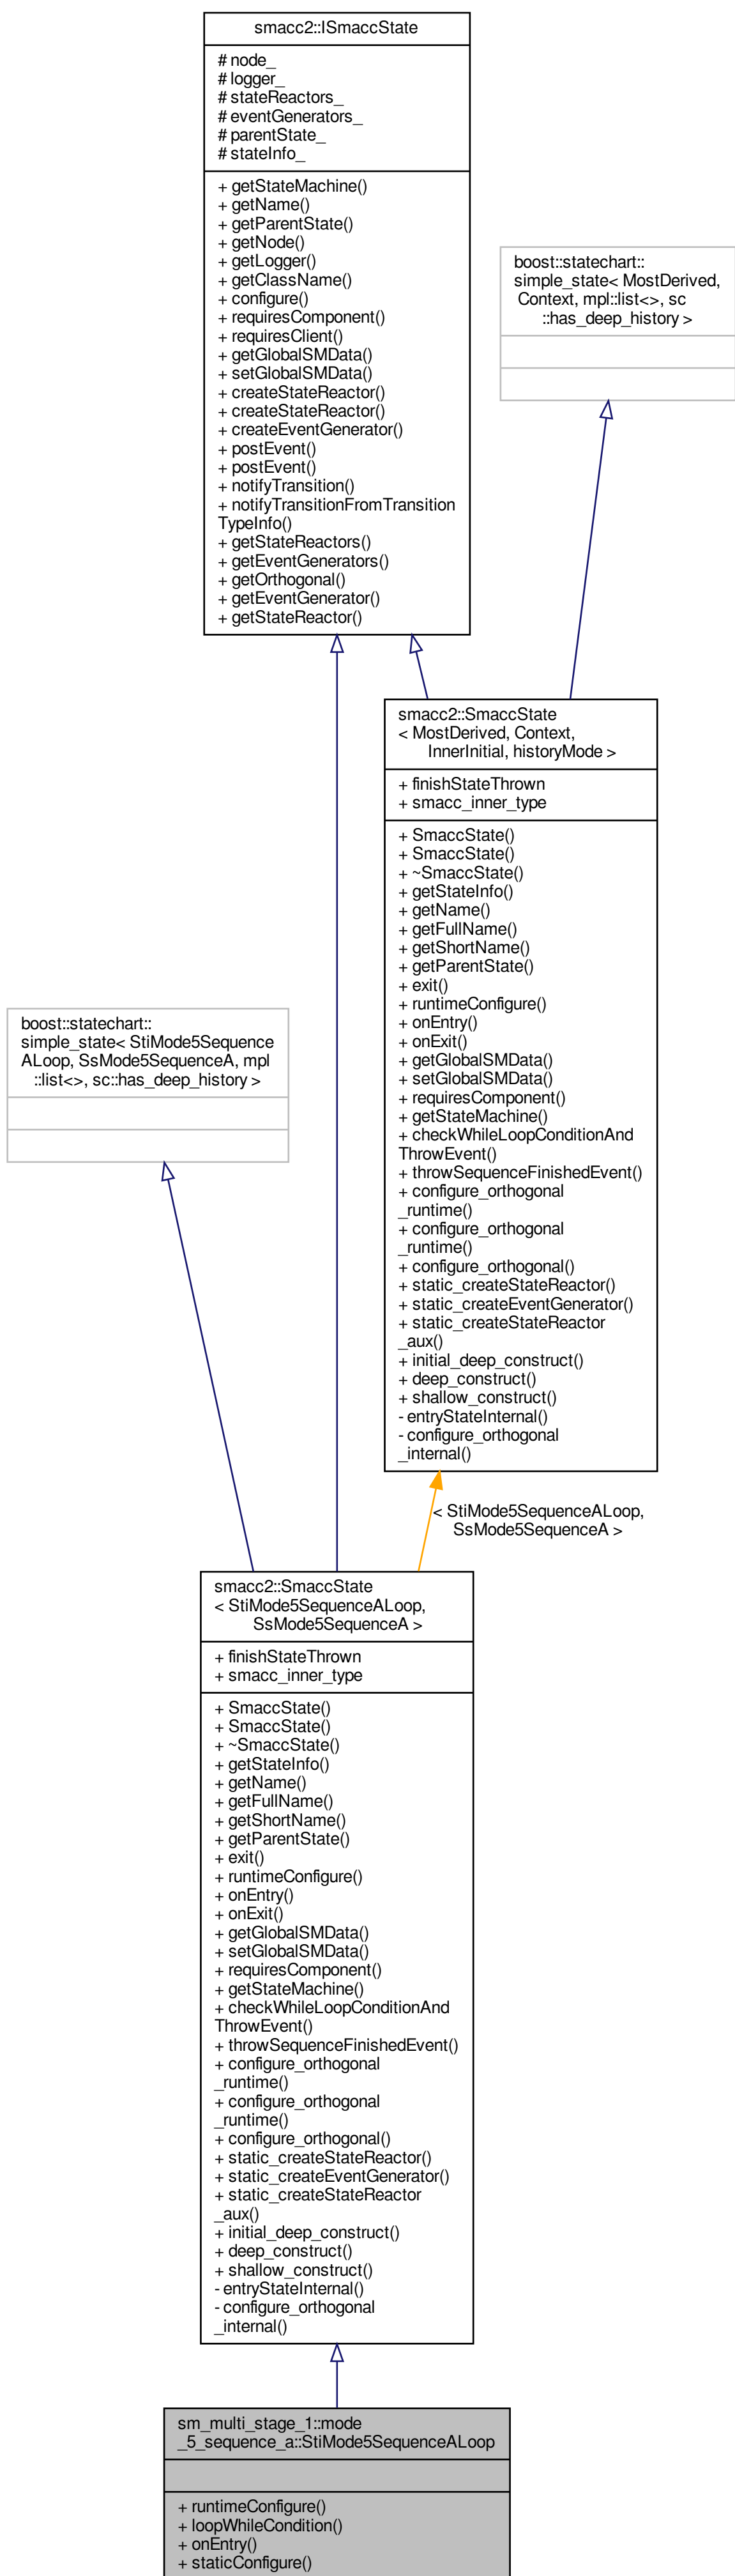 smacc2::ISmaccState
# node_
# logger_
# stateReactors_
# eventGenerators_
# parentState_
# stateInfo_
+ getStateMachine()
+ getName()
+ getParentState()
+ getNode()
+ getLogger()
+ getClassName()
+ configure()
+ requiresComponent()
+ requiresClient()
+ getGlobalSMData()
+ setGlobalSMData()
+ createStateReactor()
+ createStateReactor()
+ createEventGenerator()
+ postEvent()
+ postEvent()
+ notifyTransition()
+ notifyTransitionFromTransition
TypeInfo()
+ getStateReactors()
+ getEventGenerators()
+ getOrthogonal()
+ getEventGenerator()
+ getStateReactor()
boost::statechart::
simple_state< MostDerived,
Context, mpl::list<>, sc
::has_deep_history >
smacc2::SmaccState
< MostDerived, Context,
InnerInitial, historyMode >
+ finishStateThrown
+ smacc_inner_type
+ SmaccState()
+ SmaccState()
+ ~SmaccState()
+ getStateInfo()
+ getName()
+ getFullName()
+ getShortName()
+ getParentState()
+ exit()
+ runtimeConfigure()
+ onEntry()
+ onExit()
+ getGlobalSMData()
+ setGlobalSMData()
+ requiresComponent()
+ getStateMachine()
+ checkWhileLoopConditionAnd
ThrowEvent()
+ throwSequenceFinishedEvent()
+ configure_orthogonal
_runtime()
+ configure_orthogonal
_runtime()
+ configure_orthogonal()
+ static_createStateReactor()
+ static_createEventGenerator()
+ static_createStateReactor
_aux()
+ initial_deep_construct()
+ deep_construct()
+ shallow_construct()
- entryStateInternal()
- configure_orthogonal
_internal()
boost::statechart::
simple_state< StiMode5Sequence
ALoop, SsMode5SequenceA, mpl
::list<>, sc::has_deep_history >
< StiMode5SequenceALoop,
SsMode5SequenceA >
smacc2::SmaccState
< StiMode5SequenceALoop,
SsMode5SequenceA >
+ finishStateThrown
+ smacc_inner_type
+ SmaccState()
+ SmaccState()
+ ~SmaccState()
+ getStateInfo()
+ getName()
+ getFullName()
+ getShortName()
+ getParentState()
+ exit()
+ runtimeConfigure()
+ onEntry()
+ onExit()
+ getGlobalSMData()
+ setGlobalSMData()
+ requiresComponent()
+ getStateMachine()
+ checkWhileLoopConditionAnd
ThrowEvent()
+ throwSequenceFinishedEvent()
+ configure_orthogonal
_runtime()
+ configure_orthogonal
_runtime()
+ configure_orthogonal()
+ static_createStateReactor()
+ static_createEventGenerator()
+ static_createStateReactor
_aux()
+ initial_deep_construct()
+ deep_construct()
+ shallow_construct()
- entryStateInternal()
- configure_orthogonal
_internal()
sm_multi_stage_1::mode
_5_sequence_a::StiMode5SequenceALoop
+ runtimeConfigure()
+ loopWhileCondition()
+ onEntry()
+ staticConfigure()